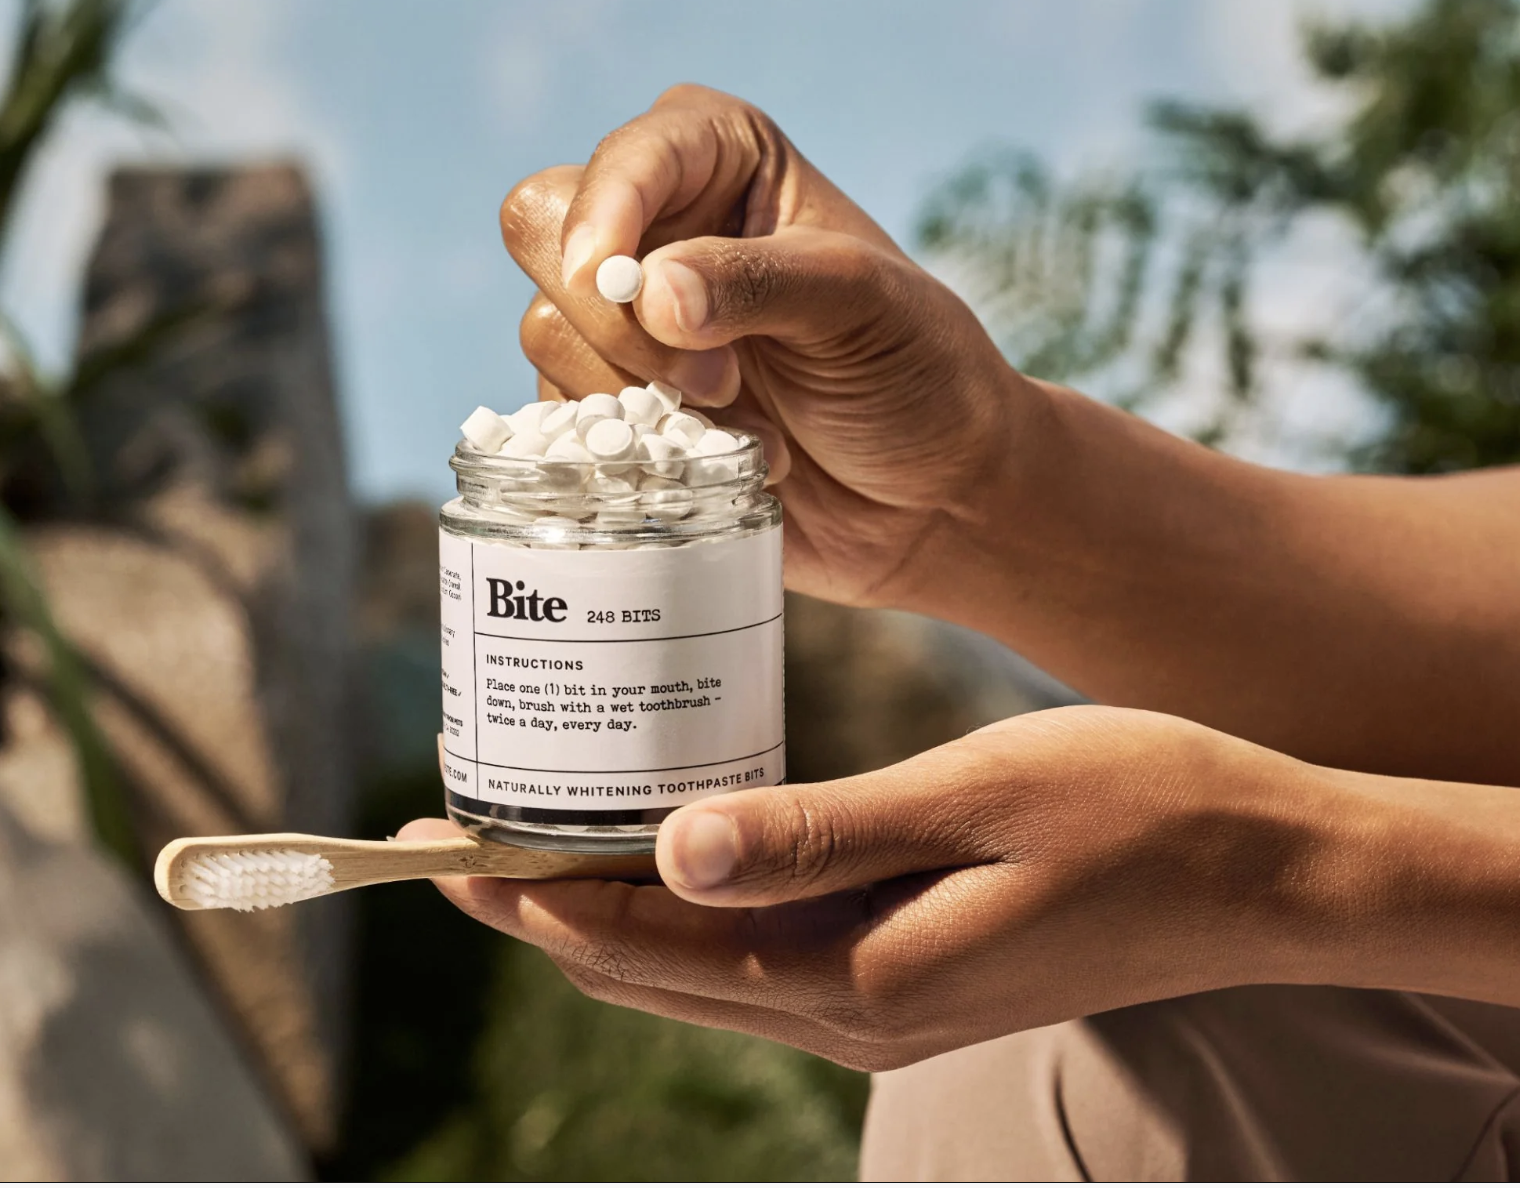 Bite 248 BITS
INSTRUCTIONS
Place one (1) bit in your mouth, bite
down, brush with a wet toothbrush –
twice a day, every day.
NATURALLY WHITENING TOOTHPASTE BITS